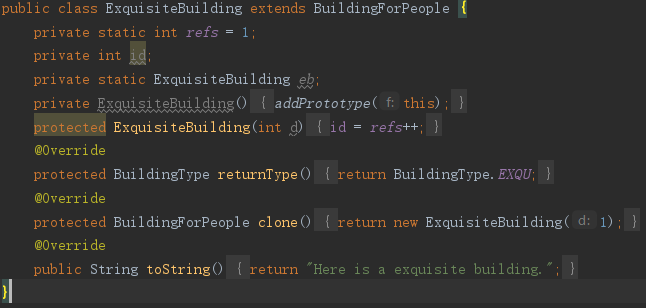 public class ExquisiteBuilding extends BuildingForPeople {
private static int refs = 1;
private int id;
private static ExquisiteBuilding eb;
private ExquisiteBuilding() { addPrototype( f: this); }
protected ExquisiteBuilding(int d) { id = refs++; }
@Override
protected BuildingType returnType() { return BuildingType.EXQU; }
@Override
protected BuildingForPeople clone() { return new ExquisiteBuilding( d: 1); }
@Override
public String toString() { return "Here is a exquisite building."; }
}